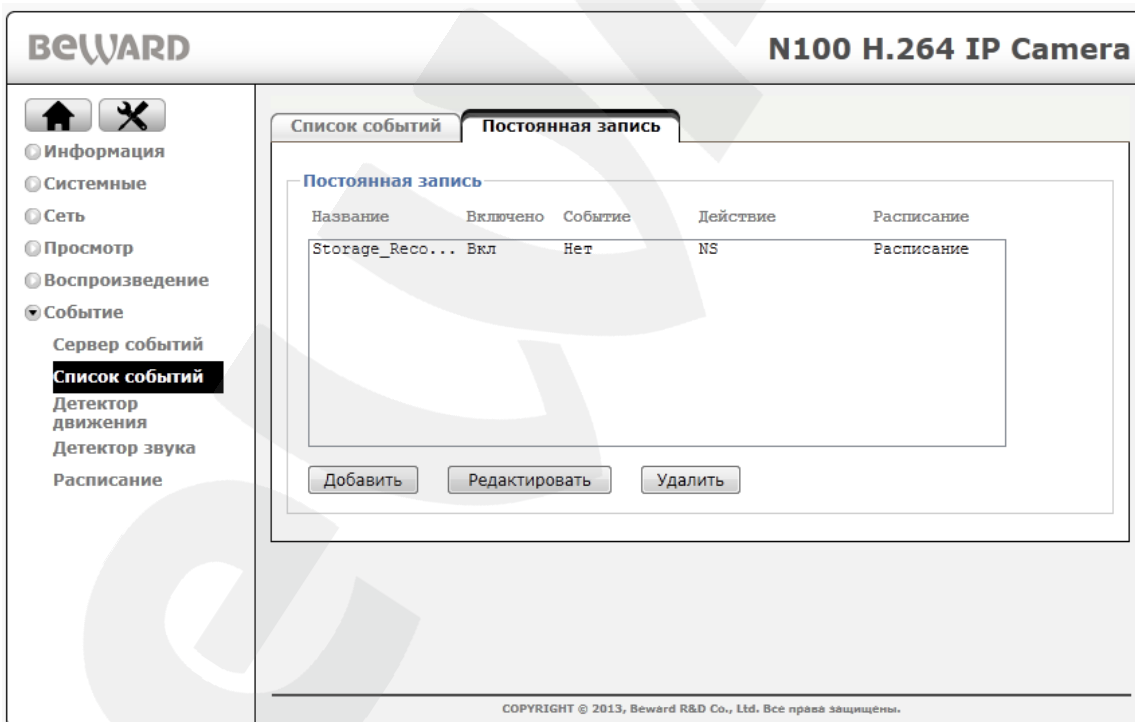 BEWARD
N100 H.264 IP Camera
Информация
Системные
Сеть
Просмотр
Воспроизведение
Событие
Сервер событий
Список событий
Детектор
движения
Детектор звука
Расписание
Список событий
Постоянная запись
Постоянная запись
Название Включено Событие Действие Расписание
Storage_Reco... Вкл Нет NS Расписание
Добавить Редактировать Удалить
COPYRIGHT © 2013, Beward R&D Co., Ltd. Все права защищены.